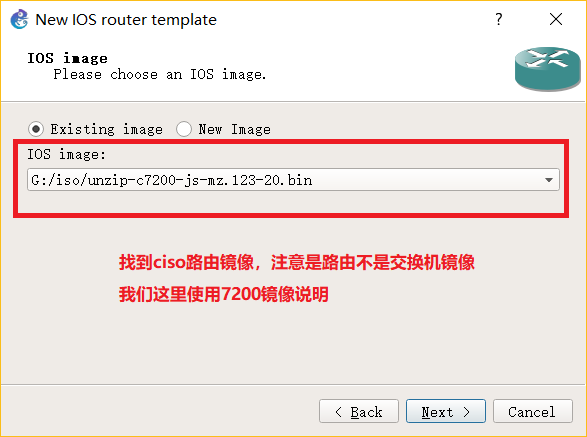 New IOS router template
IOS image
Please choose an IOS image.
Existing image New Image
IOS image:
G:/iso/unzip-c7200-js-mz.123-20.bin
找到ciso路由镜像，注意是路由不是交换机镜像
我们这里使用7200镜像说明
< Back Next > Cancel